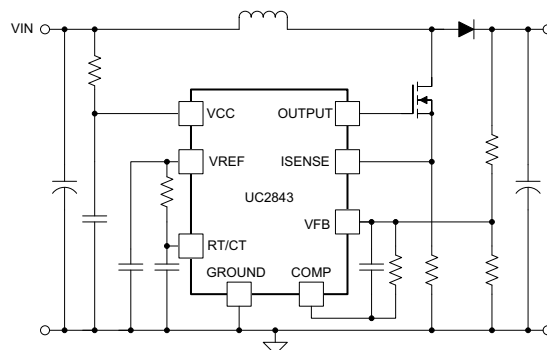 VIN
VCC
OUTPUT
VREF
ISENSE
UC2843
VFB
RT/CT
GROUND
COMP